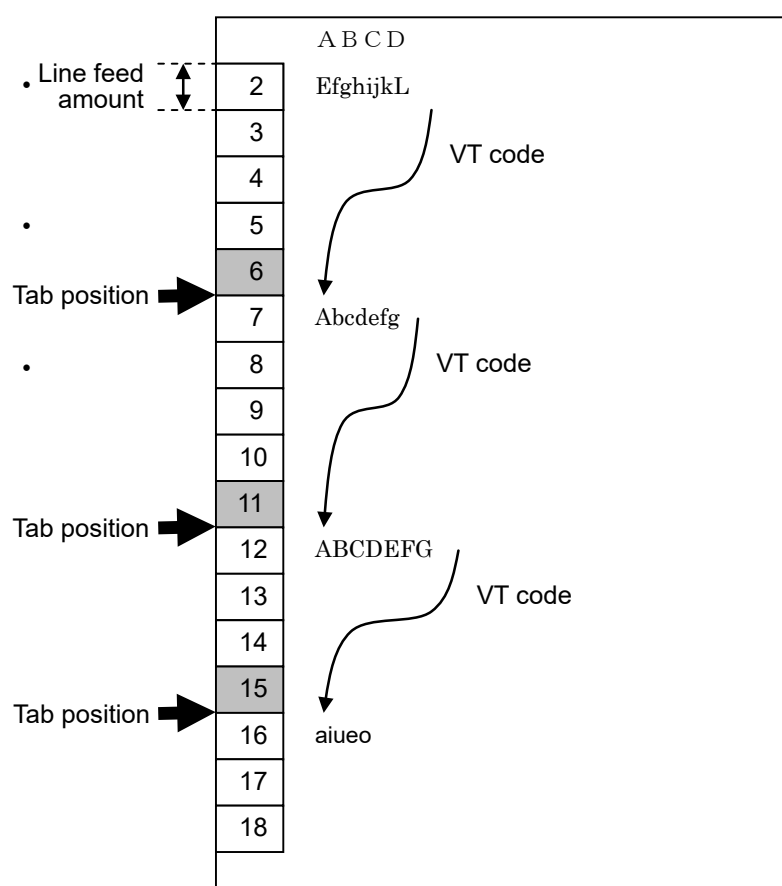 ＡＢＣＤ
Line feed amount
2 EfghijkL
3
VT code
4
5
6
Tab position
7 Abcdefg
8
VT code
9
10
11
Tab position
12 ABCDEFG
13
VT code
14
15
Tab position
16 aiueo
17
18